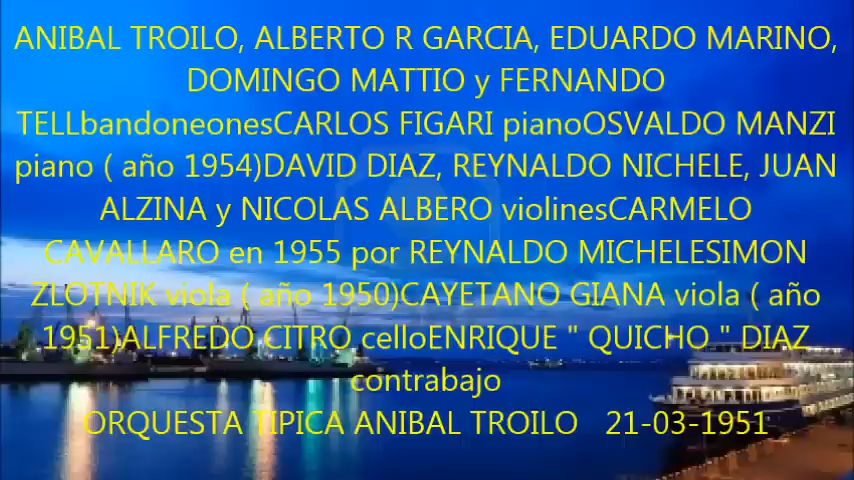 ANIBAL TROILO, ALBERTO R GARCIA, EDUARDO MARINO,
DOMINGO MATTIO y FERNANDO
TELLbandoneonesCARLOS FIGARI pianoOSVALDO MANZI
piano ( año 1954)DAVID DIAZ, REYNALDO NICHELE, JUAN
ALZINA y NICOLAS ALBERO violinesCARMELO
CAVALLARO en 1955 por REYNALDO MICHELESIMON
ZLOTNIK viola ( año 1950)CAYETANO GIANA viola ( año
1951)ALFREDO CITRO celloENRIQUE " QUICHO " DIAZ
contrabajo
ORQUESTA TIPICA ANIBAL TROILO   21-03-1951